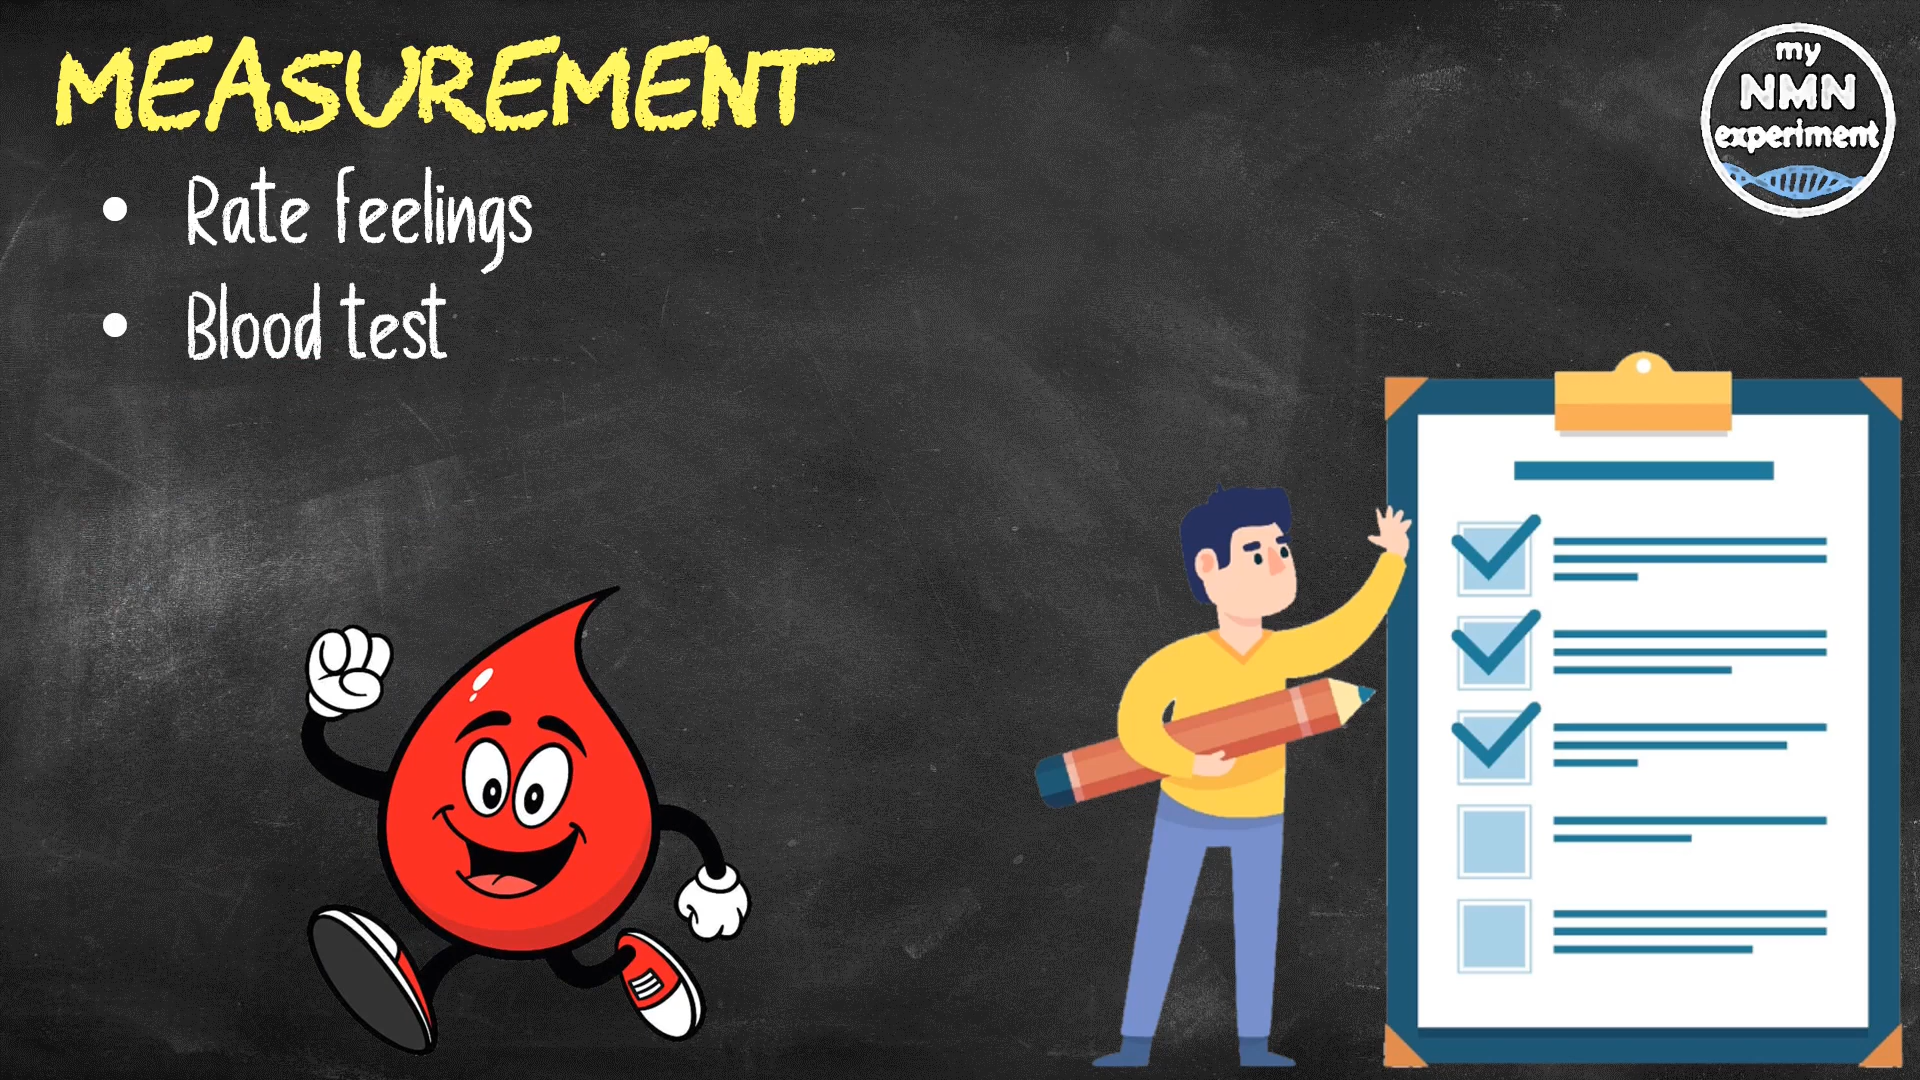 MEASUREMENT
• Rate feelings
• Blood test
my
NMN
experiment